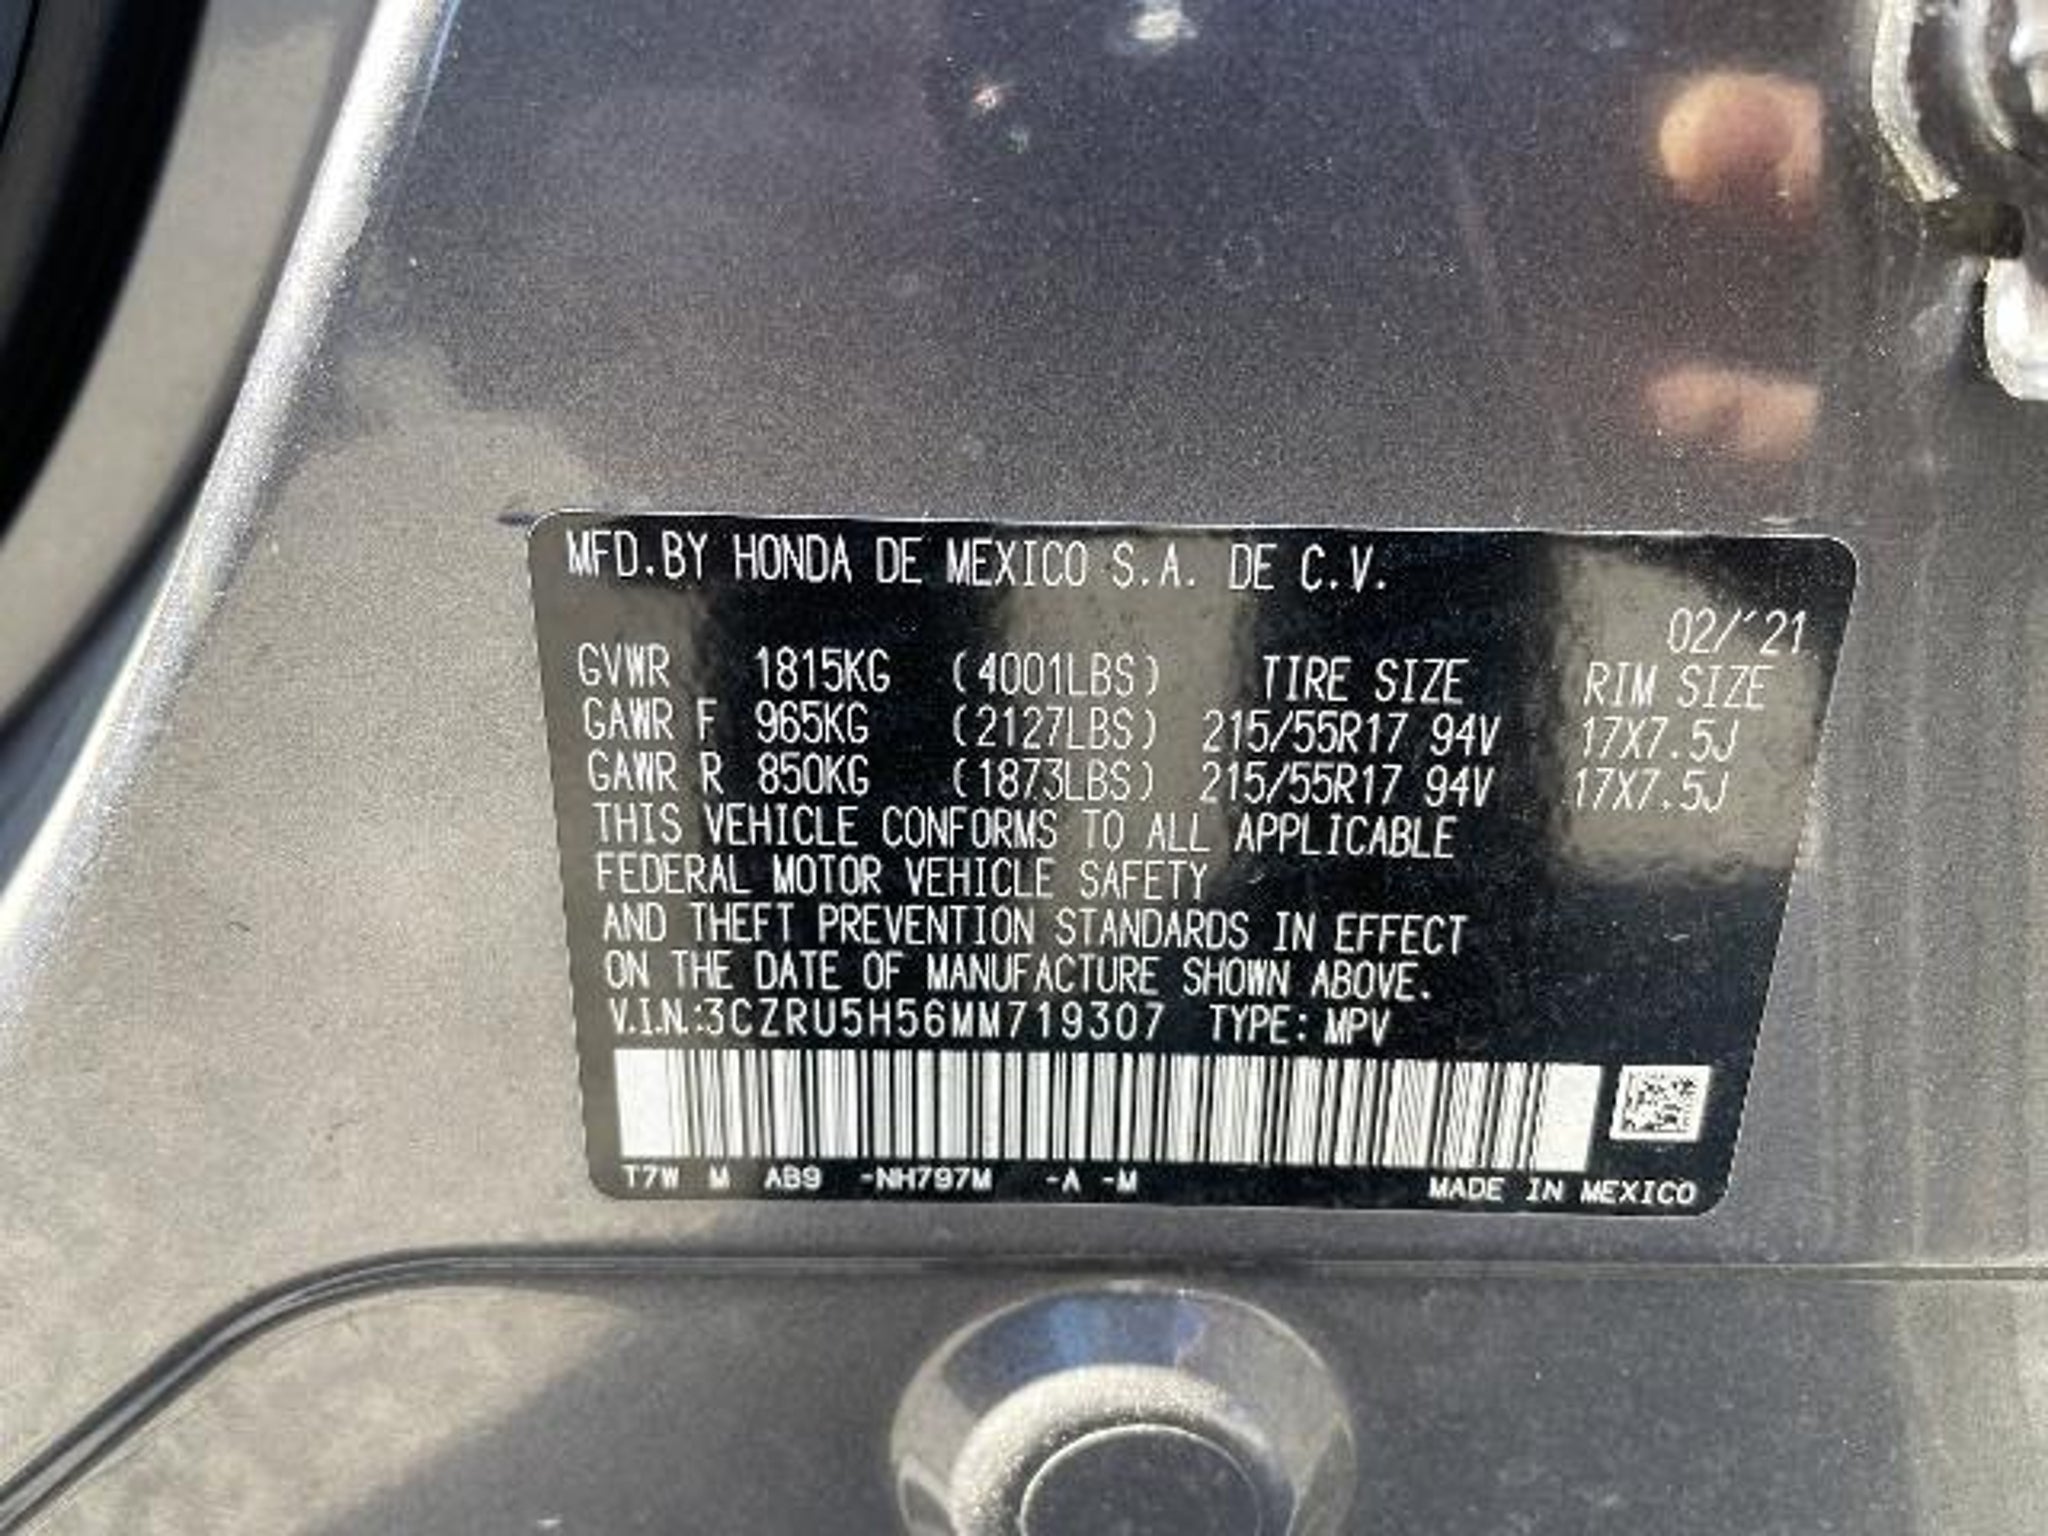 MFD.BY HONDA DE MEXICO S.A. DE C.V.
02/'21
GVWR 1815KG (4001LBS) TIRE SIZE RIM SIZE
GAWR F 965KG (2127LBS) 215/55R17 94V 17X7.5J
GAWR R 850KG (1873LBS) 215/55R17 94V 17X7.5J
THIS VEHICLE CONFORMS TO ALL APPLICABLE
FEDERAL MOTOR VEHICLE SAFETY
AND THEFT PREVENTION STANDARDS IN EFFECT
ON THE DATE OF MANUFACTURE SHOWN ABOVE.
V.I.N.:3CZRU5H56MM719307 TYPE: MPV
T7W M AB9 -NH797M -A -M MADE IN MEXICO